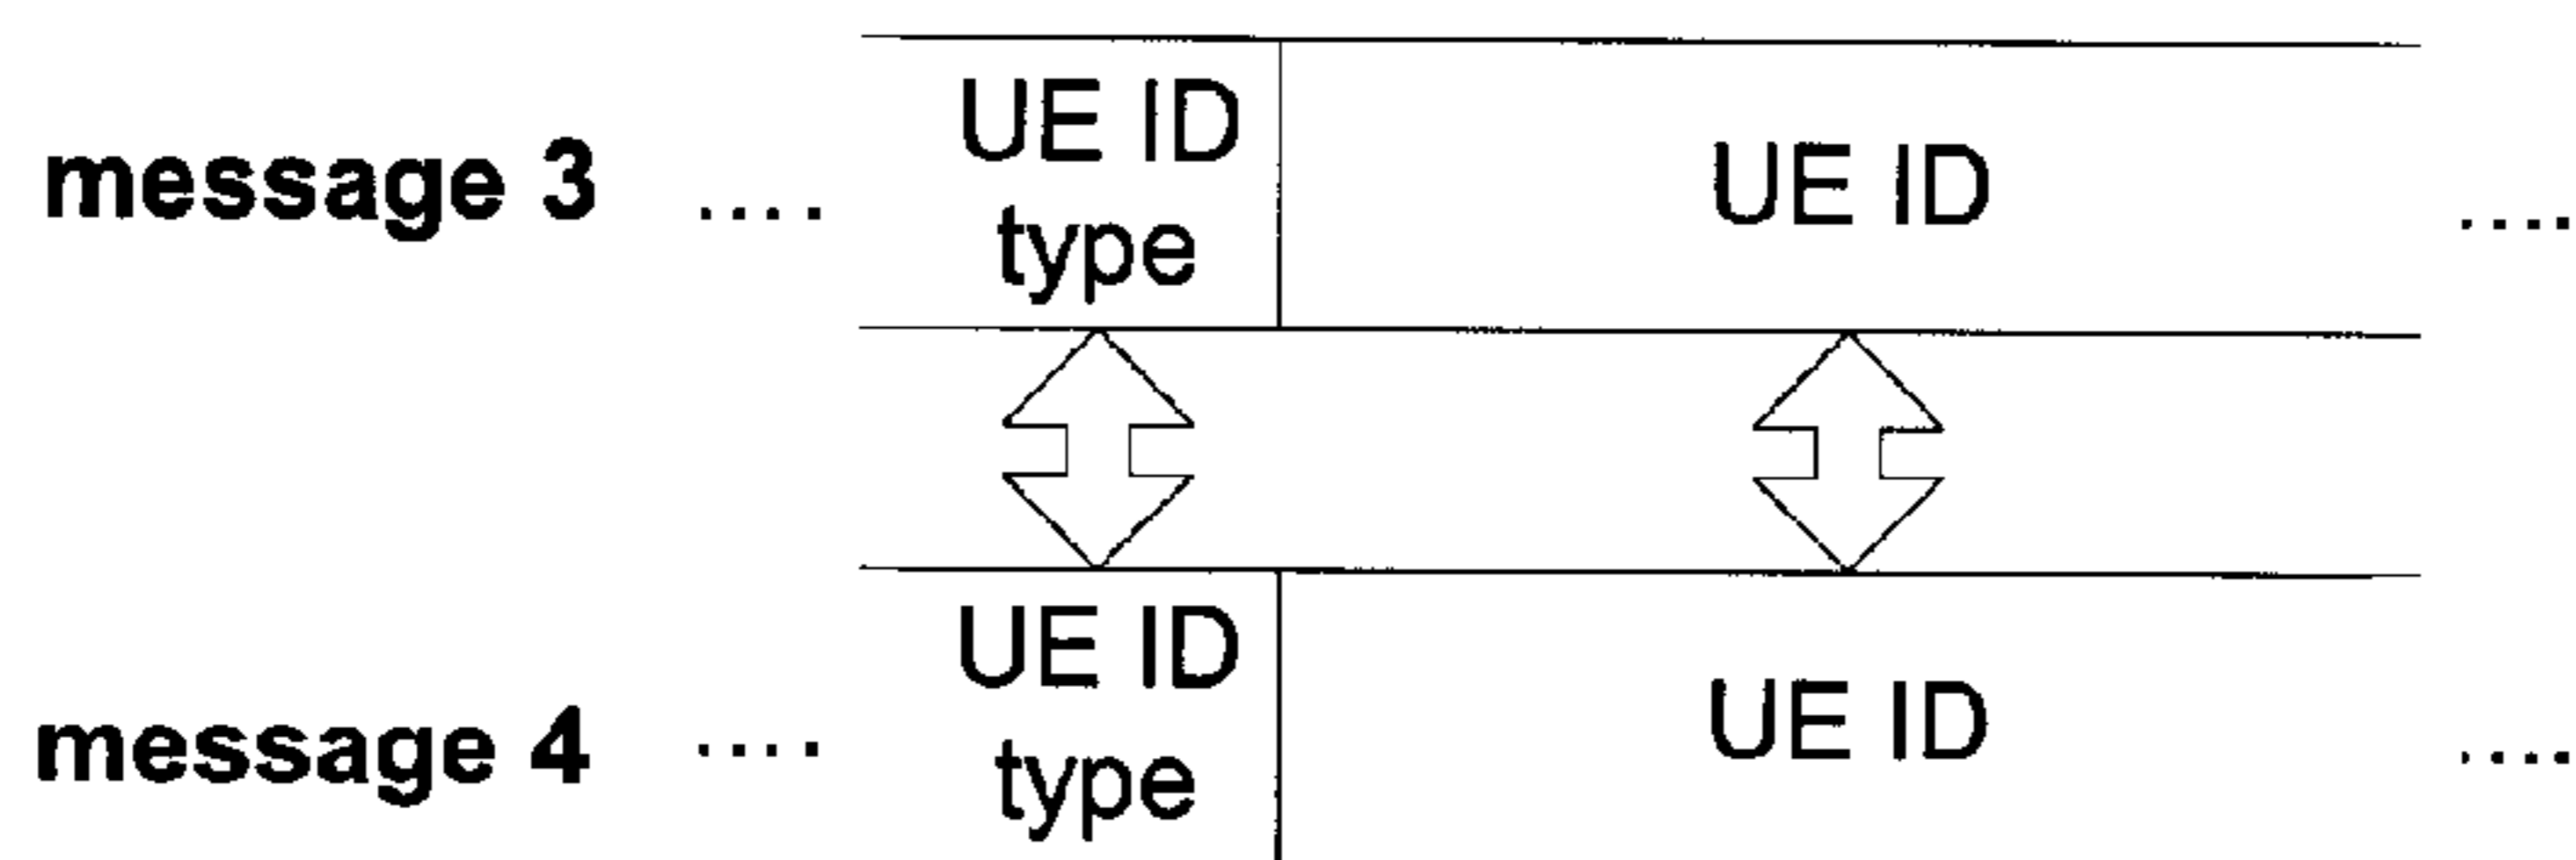 message 3 .... UE ID type UE ID ....
message 4 .... UE ID type UE ID ....